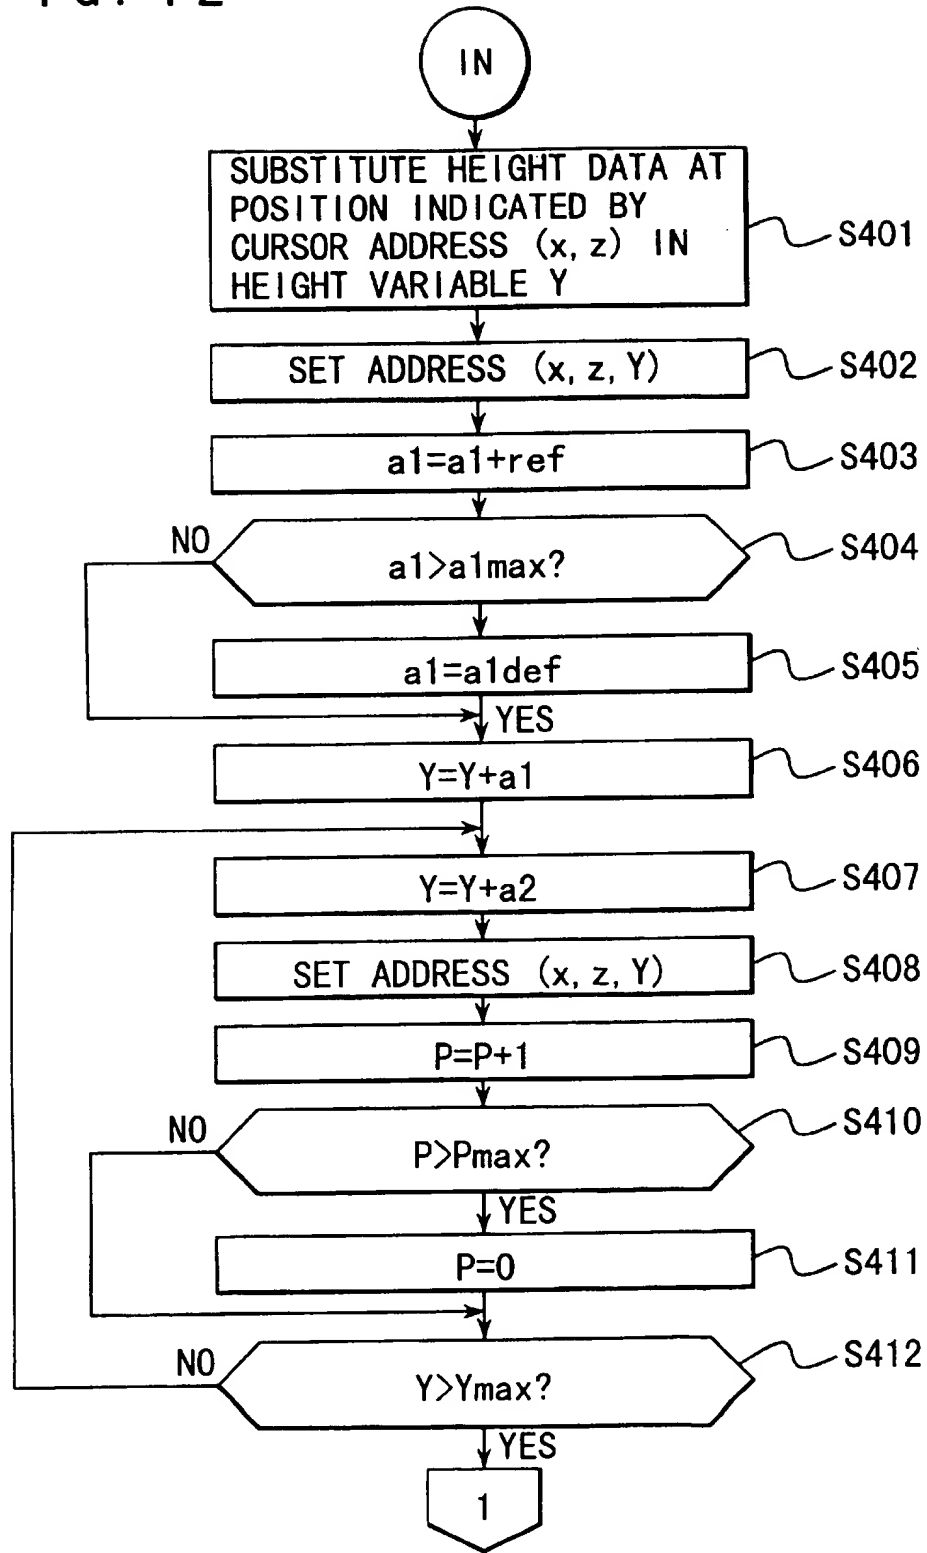 IN
SUBSTITUTE HEIGHT DATA AT
POSITION INDICATED BY
CURSOR ADDRESS (x, z) IN
HEIGHT VARIABLE Y
S401
SET ADDRESS (x, z, Y)
S402
a1=a1+ref
S403
NO
a1>a1max?
S404
a1=a1def
S405
YES
Y=Y+a1
S406
Y=Y+a2
S407
SET ADDRESS (x, z, Y)
S408
P=P+1
S409
NO
P>Pmax?
S410
YES
P=0
S411
NO
Y>Ymax?
S412
YES
1